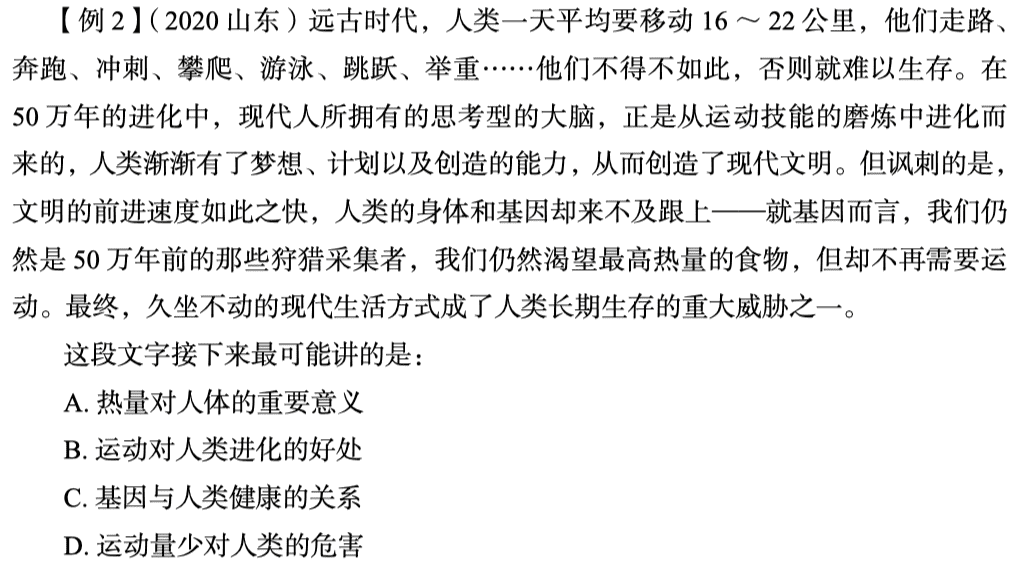 【例2】（2020山东）远古时代，人类一天平均要移动16～22公里，他们走路、
奔跑、冲刺、攀爬、游泳、跳跃、举重……他们不得不如此，否则就难以生存。在
50万年的进化中，现代人所拥有的思考型的大脑，正是从运动技能的磨炼中进化而
来的，人类渐渐有了梦想、计划以及创造的能力，从而创造了现代文明。但讽刺的是，
文明的前进速度如此之快，人类的身体和基因却来不及跟上——就基因而言，我们仍
然是50万年前的那些狩猎采集者，我们仍然渴望最高热量的食物，但却不再需要运
动。最终，久坐不动的现代生活方式成了人类长期生存的重大威胁之一。
这段文字接下来最可能讲的是：
A. 热量对人体的重要意义
B. 运动对人类进化的好处
C. 基因与人类健康的关系
D. 运动量少对人类的危害